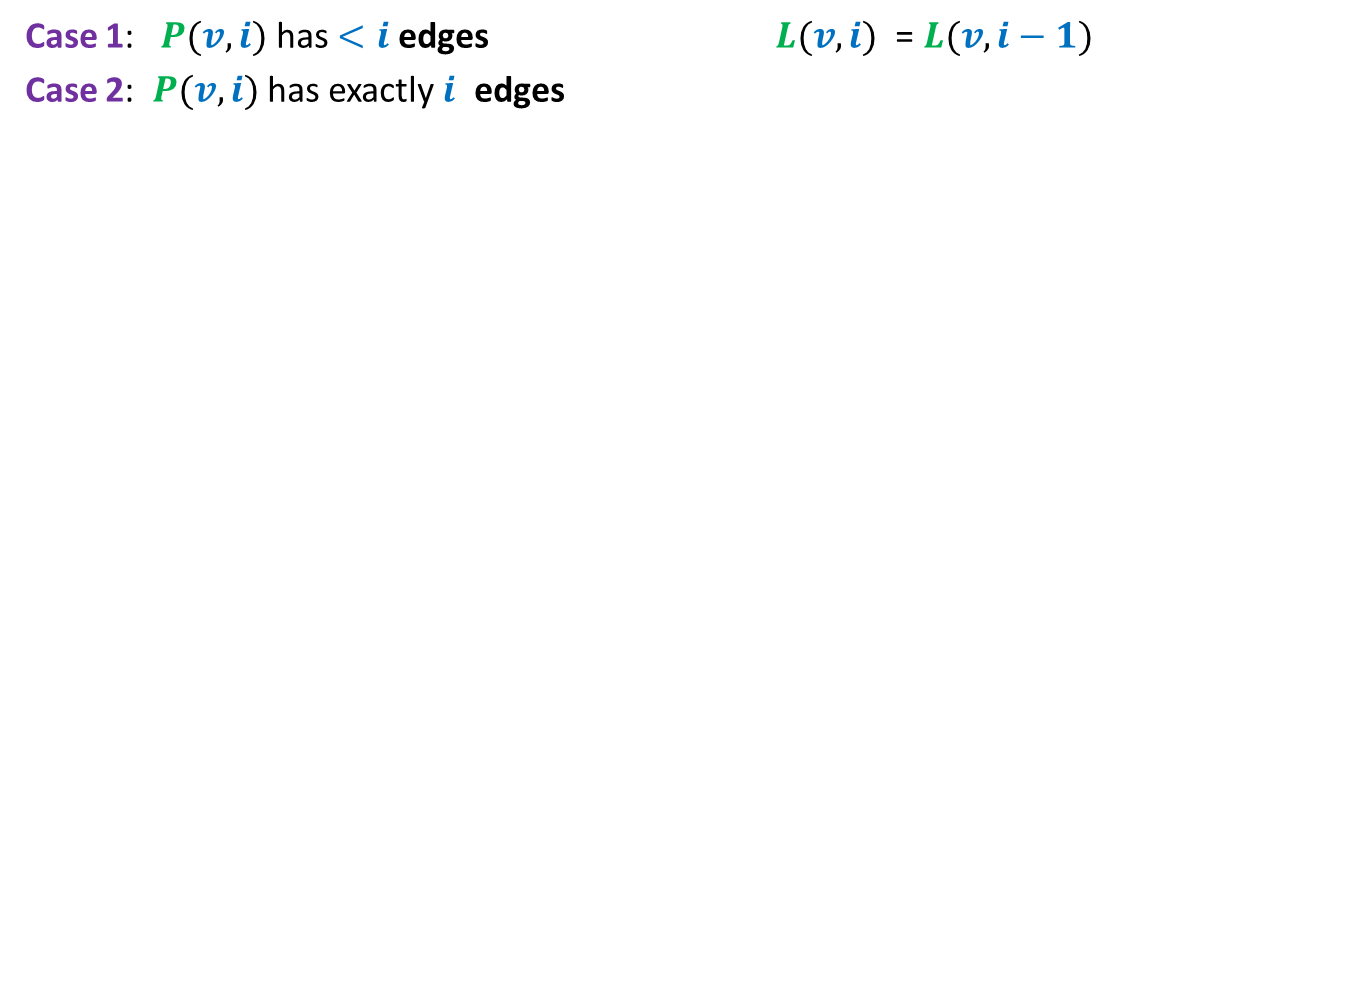 Case 1: P(v, i) has < i edges L(v, i) = L(v, i − 1)
Case 2: P(v, i) has exactly i edges